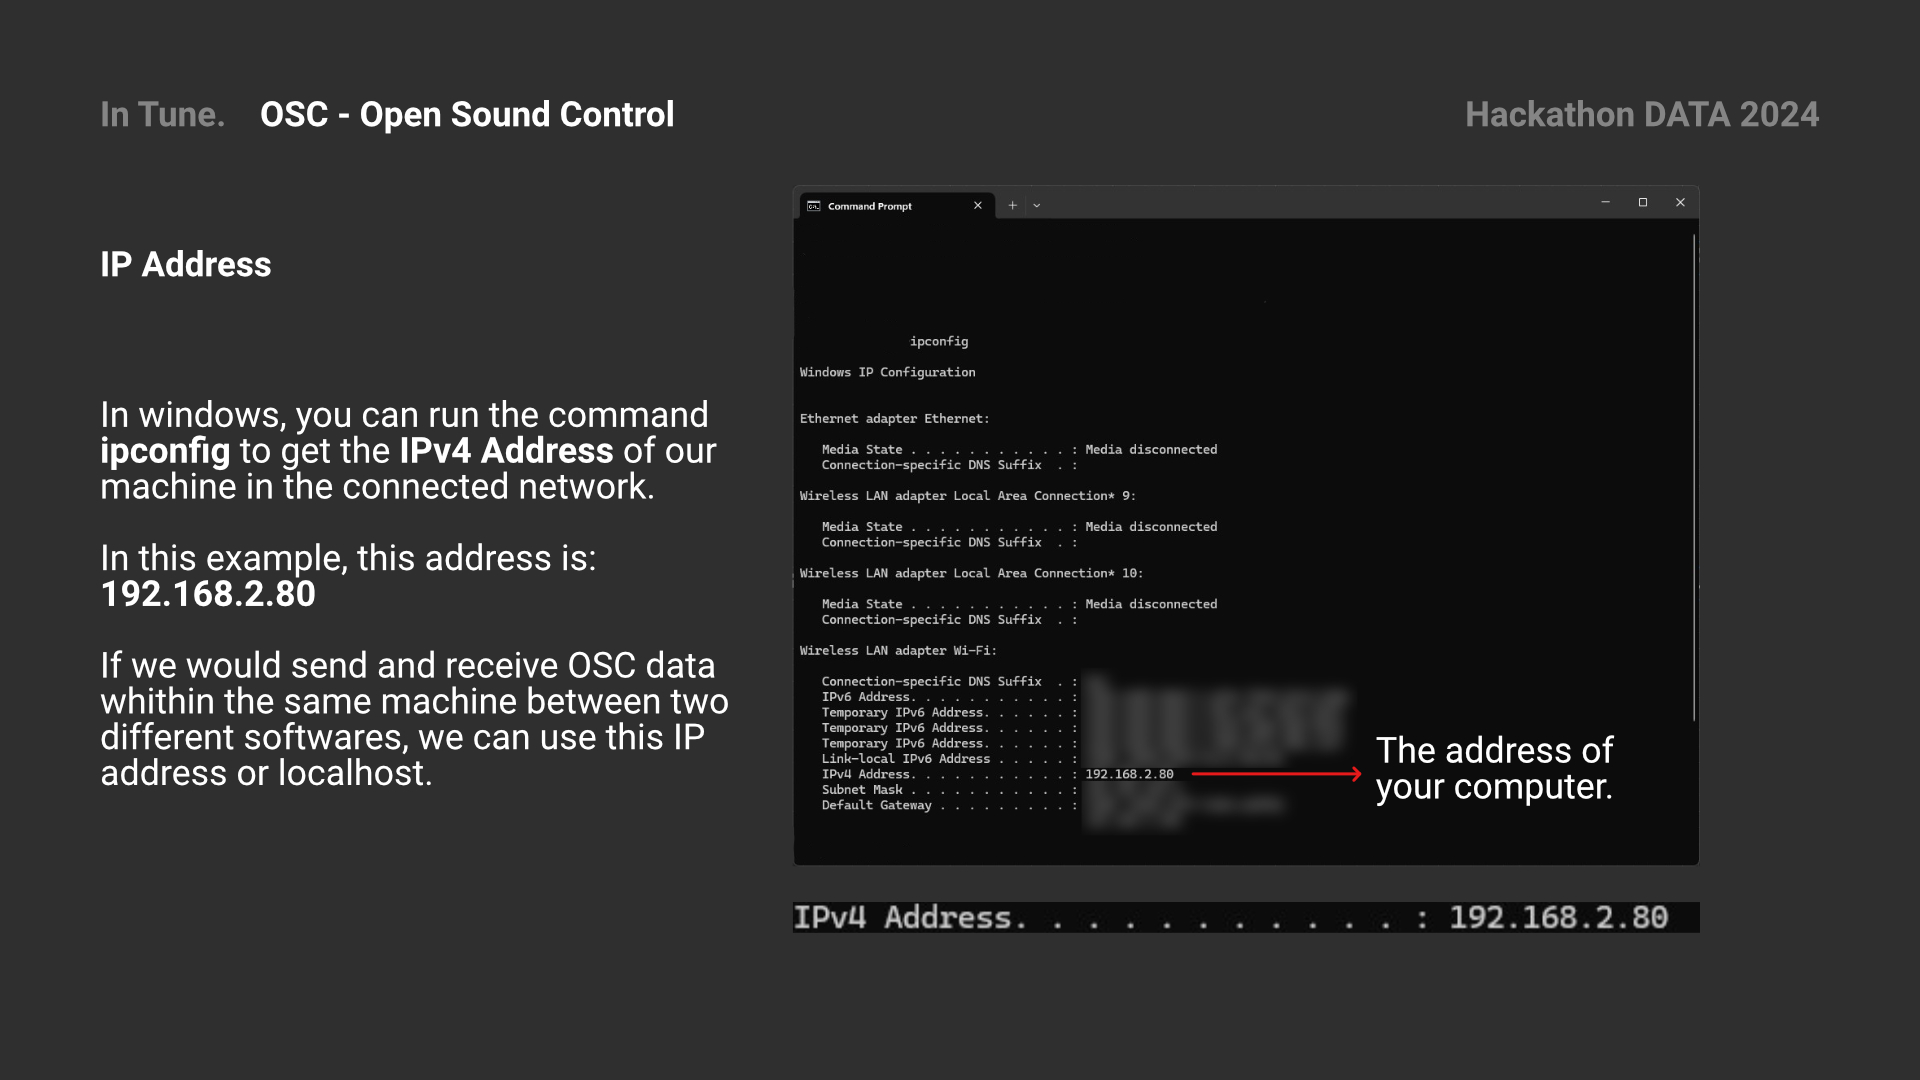 In Tune. OSC - Open Sound Control
Hackathon DATA 2024
IP Address
In windows, you can run the command
ipconfig to get the IPv4 Address of our
machine in the connected network.
In this example, this address is:
192.168.2.80
If we would send and receive OSC data
whithin the same machine between two
different softwares, we can use this IP
address or localhost.
Command Prompt
ipconfig
Windows IP Configuration
Ethernet adapter Ethernet:
Media State . . . . . . . . . . . : Media disconnected
Connection-specific DNS Suffix  . :
Wireless LAN adapter Local Area Connection* 9:
Media State . . . . . . . . . . . : Media disconnected
Connection-specific DNS Suffix  . :
Wireless LAN adapter Local Area Connection* 10:
Media State . . . . . . . . . . . : Media disconnected
Connection-specific DNS Suffix  . :
Wireless LAN adapter Wi-Fi:
Connection-specific DNS Suffix  . :
IPv6 Address. . . . . . . . . . . :
Temporary IPv6 Address. . . . . . :
Temporary IPv6 Address. . . . . . :
Temporary IPv6 Address. . . . . . :
Link-local IPv6 Address . . . . . :
IPv4 Address. . . . . . . . . . . : 192.168.2.80
Subnet Mask . . . . . . . . . . . :
Default Gateway . . . . . . . . . :
The address of
your computer.
IPv4 Address. . . . . . . . . . . : 192.168.2.80